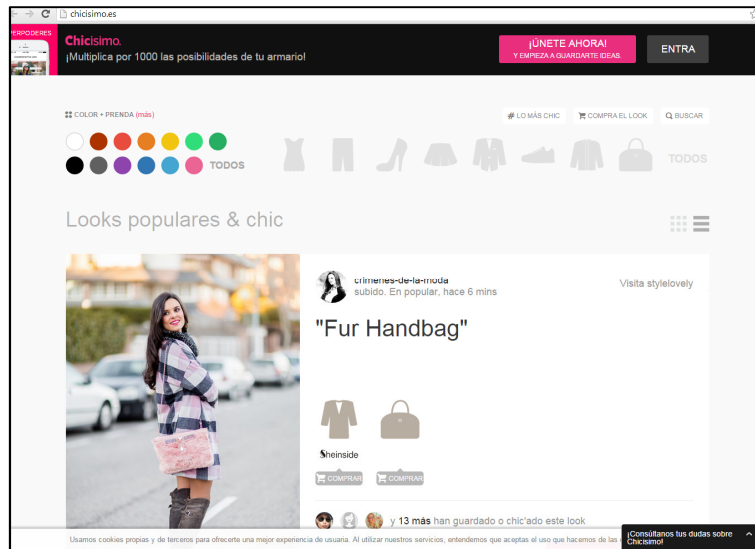 chicisimo.es
ERPODERES
Chicisimo.
¡Multiplica por 1000 las posibilidades de tu armario!
¡ÚNETE AHORA!
Y EMPIEZA A GUARDARTE IDEAS.
ENTRA
COLOR + PRENDA (más)
# LO MÁS CHIC
COMPRA EL LOOK
BUSCAR
TODOS
TODOS
Looks populares & chic
crimenes-de-la-moda
subido. En popular, hace 6 mins
Visita stylelovely
"Fur Handbag"
Sheinside
COMPRAR
COMPRAR
y 13 más han guardado o chic'ado este look
Usamos cookies propias y de terceros para ofrecerte una mejor experiencia de usuaria. Al utilizar nuestros servicios, entendemos que aceptas el uso que hacemos de las
¡Consúltanos tus dudas sobre
Chicisimo!